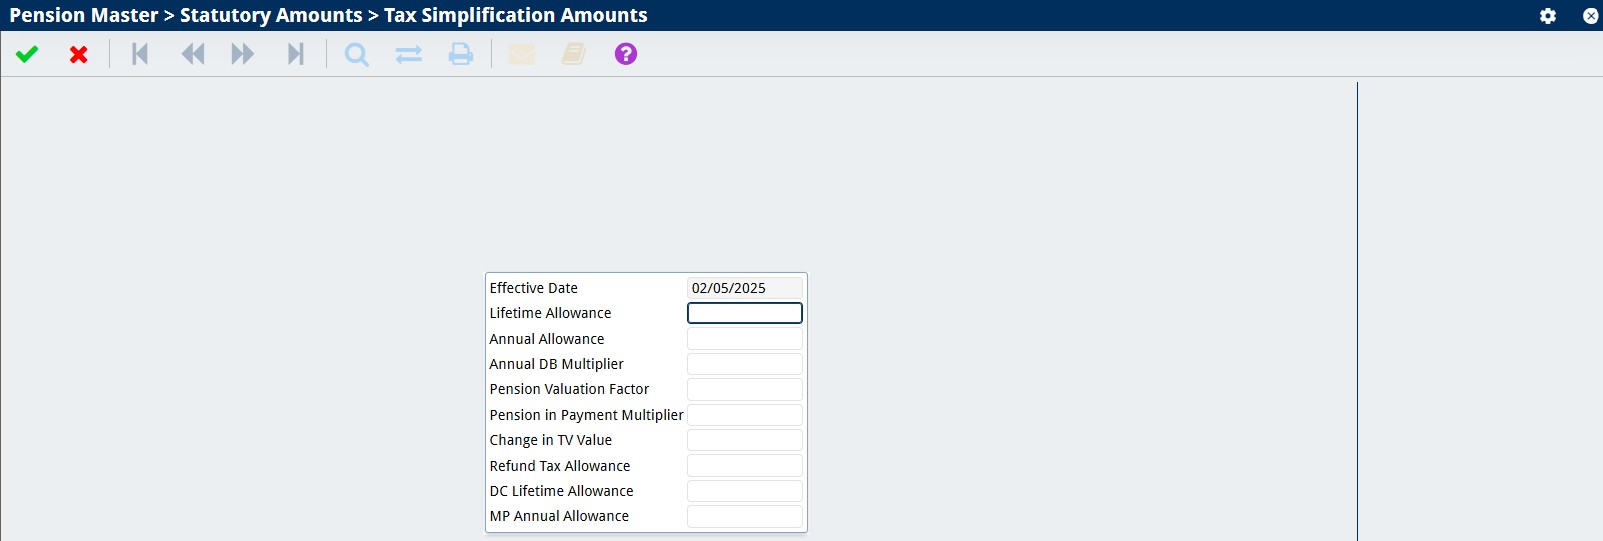 Pension Master > Statutory Amounts > Tax Simplification Amounts
?
Effective Date 02/05/2025
Lifetime Allowance
Annual Allowance
Annual DB Multiplier
Pension Valuation Factor
Pension in Payment Multiplier
Change in TV Value
Refund Tax Allowance
DC Lifetime Allowance
MP Annual Allowance